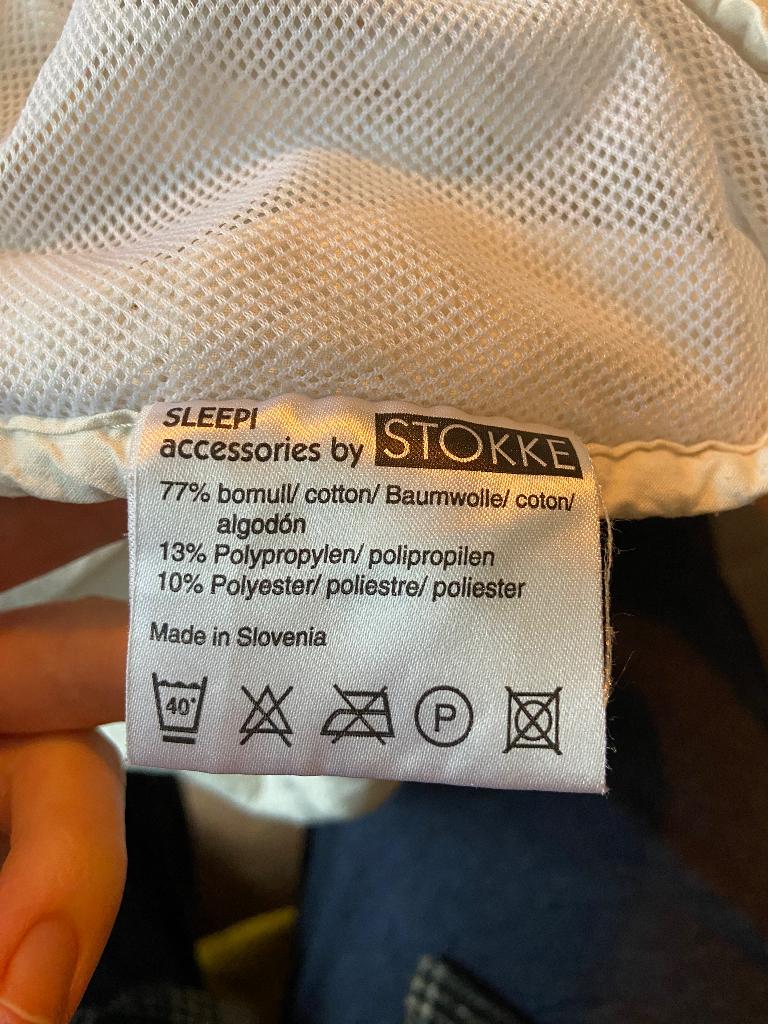 SLEEPI
accessories by STOKKE
77% bomull/ cotton/ Baumwolle/ coton/
algodón
13% Polypropylen/ polipropilen
10% Polyester/ poliestre/ poliester
Made in Slovenia
40° P